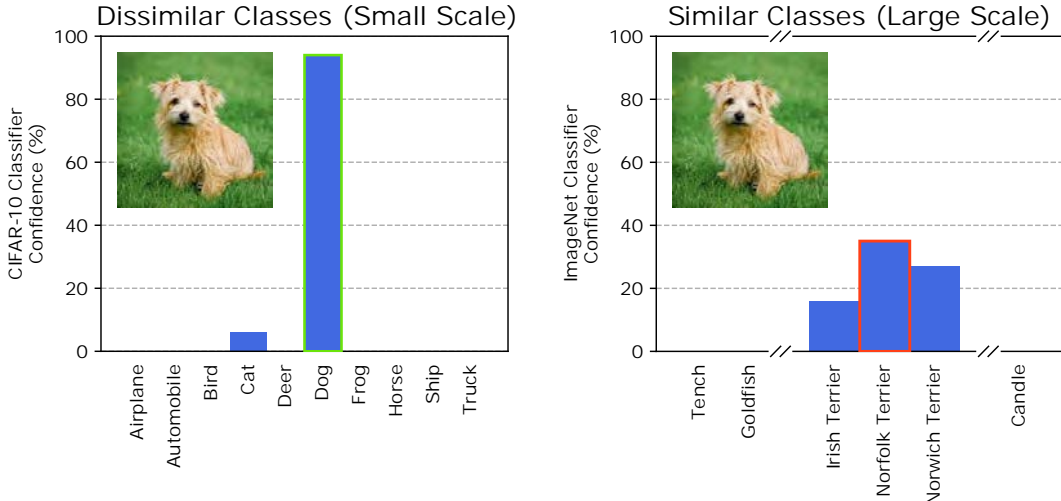 Dissimilar Classes (Small Scale)
CIFAR-10 Classifier
Confidence (%)
100
80
60
40
20
0
Airplane
Automobile
Bird
Cat
Deer
Dog
Frog
Horse
Ship
Truck
Similar Classes (Large Scale)
ImageNet Classifier
Confidence (%)
100
80
60
40
20
0
Tench
Goldfish
Irish Terrier
Norfolk Terrier
Norwich Terrier
Candle